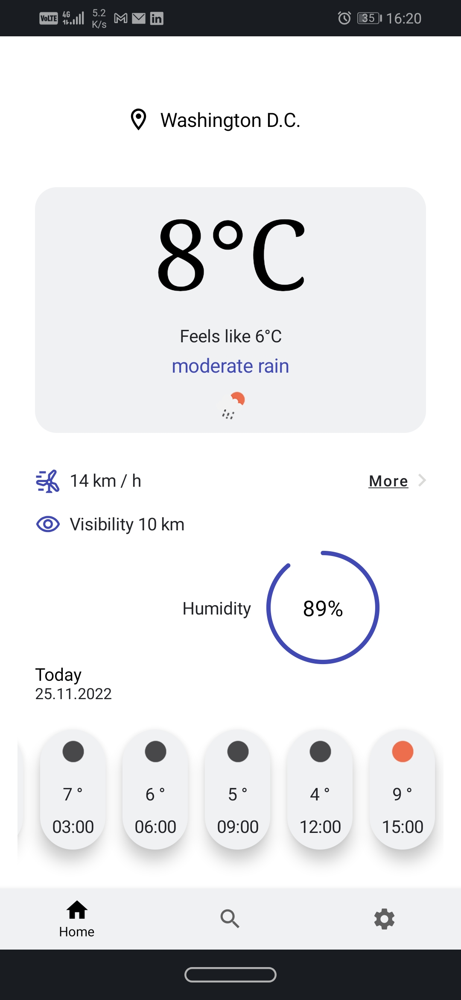 VoLTE 4G 5.2 K/s 35 16:20
Washington D.C.
8°C
Feels like 6°C
moderate rain
14 km / h More
Visibility 10 km
Humidity 89%
Today
25.11.2022
7 ° 6 ° 5 ° 4 ° 9 °
03:00 06:00 09:00 12:00 15:00
Home